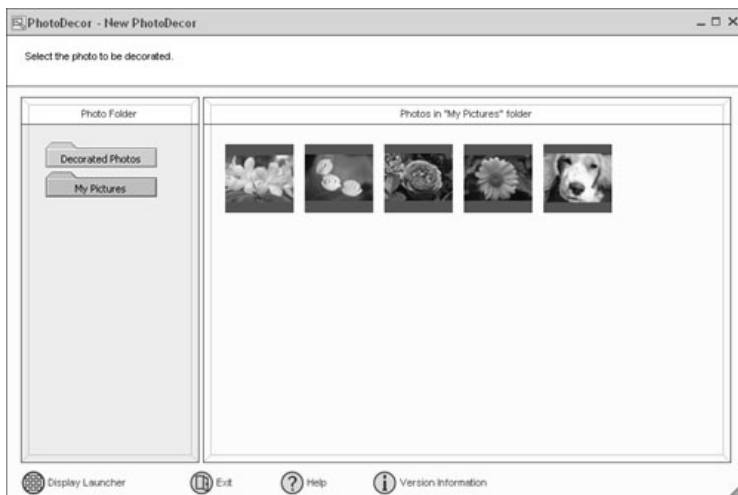 PhotoDecor - New PhotoDecor
Select the photo to be decorated.
Photo Folder
Photos in "My Pictures" folder
Decorated Photos
My Pictures
Display Launcher
Exit
Help
Version Information